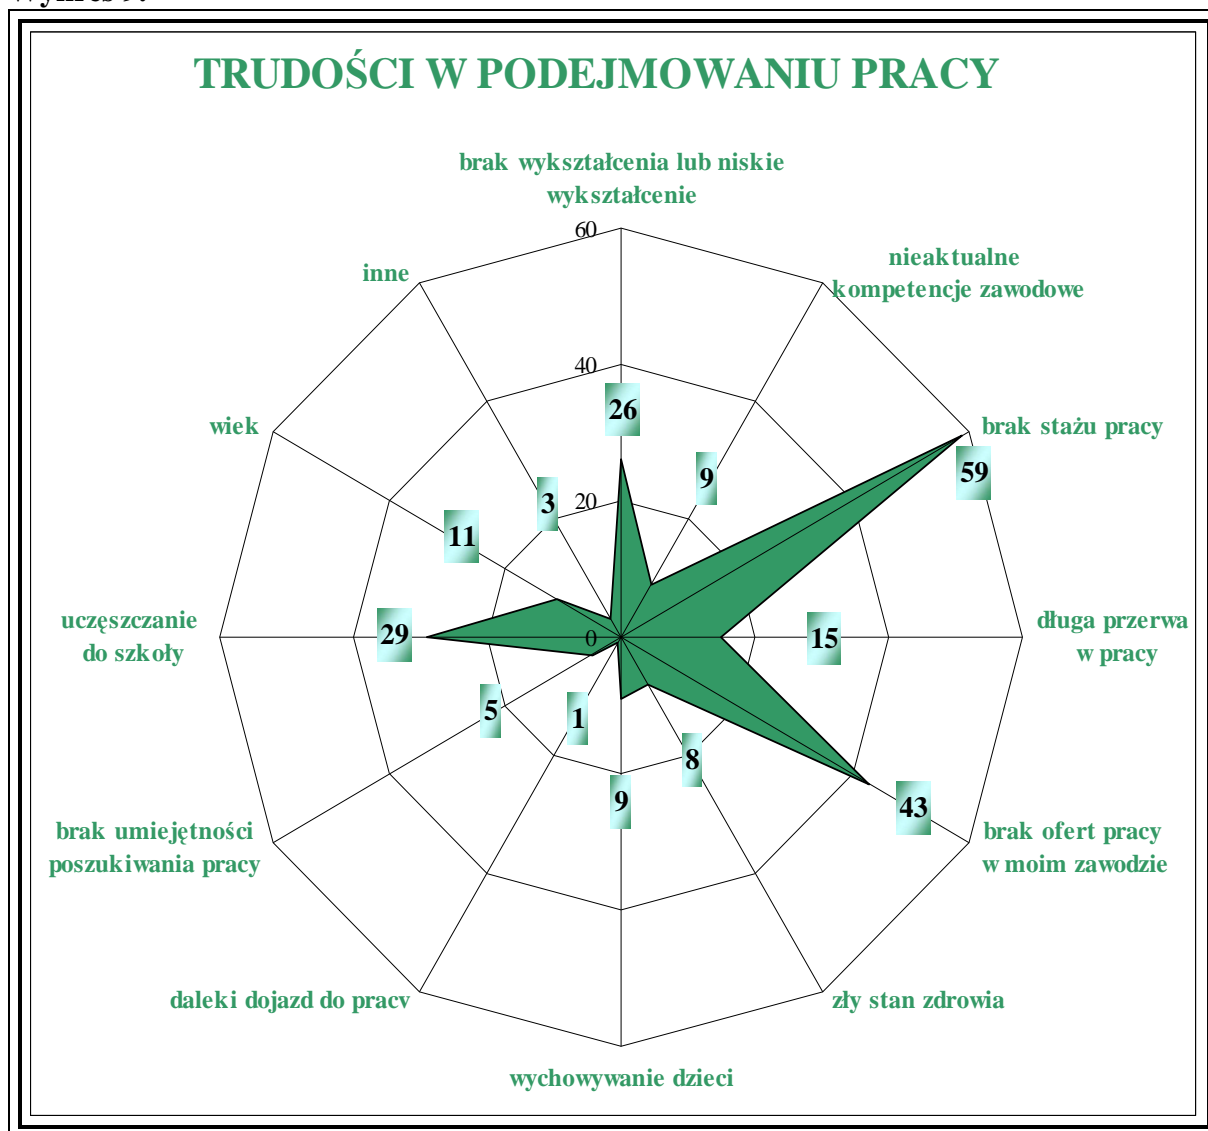 TRUDOŚCI W PODEJMOWANIU PRACY
brak wykształcenia lub niskie
wykształcenie
60
nieaktualne
kompetencje zawodowe
inne
40
26
wiek
brak stażu pracy
59
9
20
3
11
uczęszczanie
do szkoły
29
0
15
długa przerwa
w pracy
5
1
8
9
43
brak umiejętności
poszukiwania pracy
brak ofert pracy
w moim zawodzie
daleki dojazd do pracy
zły stan zdrowia
wychowywanie dzieci